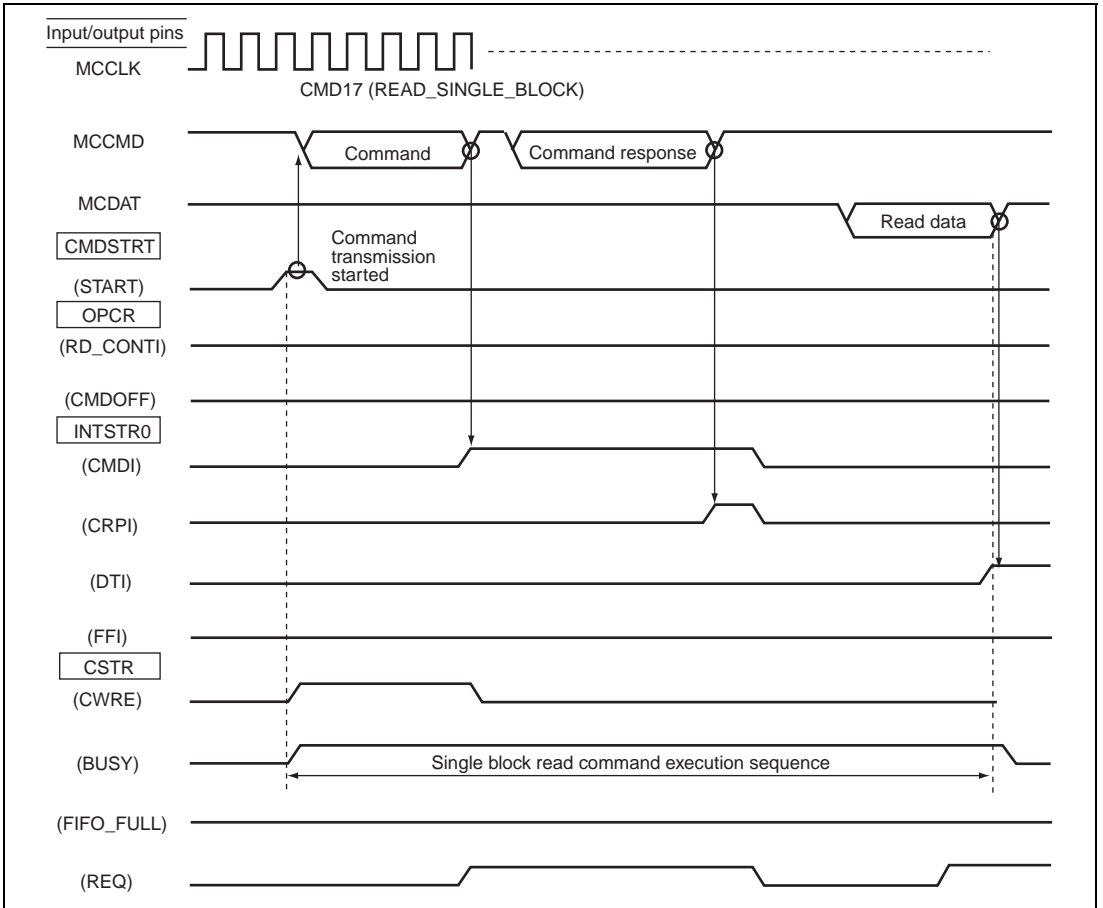 Input/output pins
MCCLK
CMD17 (READ_SINGLE_BLOCK)
MCCMD
Command
Command response
MCDAT
Read data
CMDSTRT
Command
transmission
started
(START)
OPCR
(RD_CONTI)
(CMDOFF)
INTSTR0
(CMDI)
(CRPI)
(DTI)
(FFI)
CSTR
(CWRE)
(BUSY)
Single block read command execution sequence
(FIFO_FULL)
(REQ)